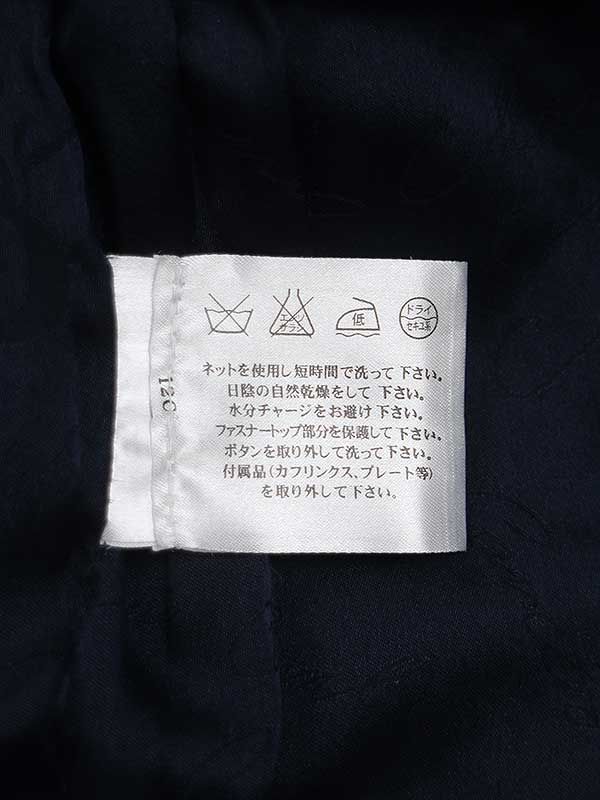 エンソ
サラシ
低
ドライ
セキユ系
ネットを使用し短時間で洗って下さい。
日陰の自然乾燥をして下さい。
水分チャージをお避け下さい。
ファスナートップ部分を保護して下さい。
ボタンを取り外して洗って下さい。
付属品(カフリンクス、プレート等)
を取り外して下さい。